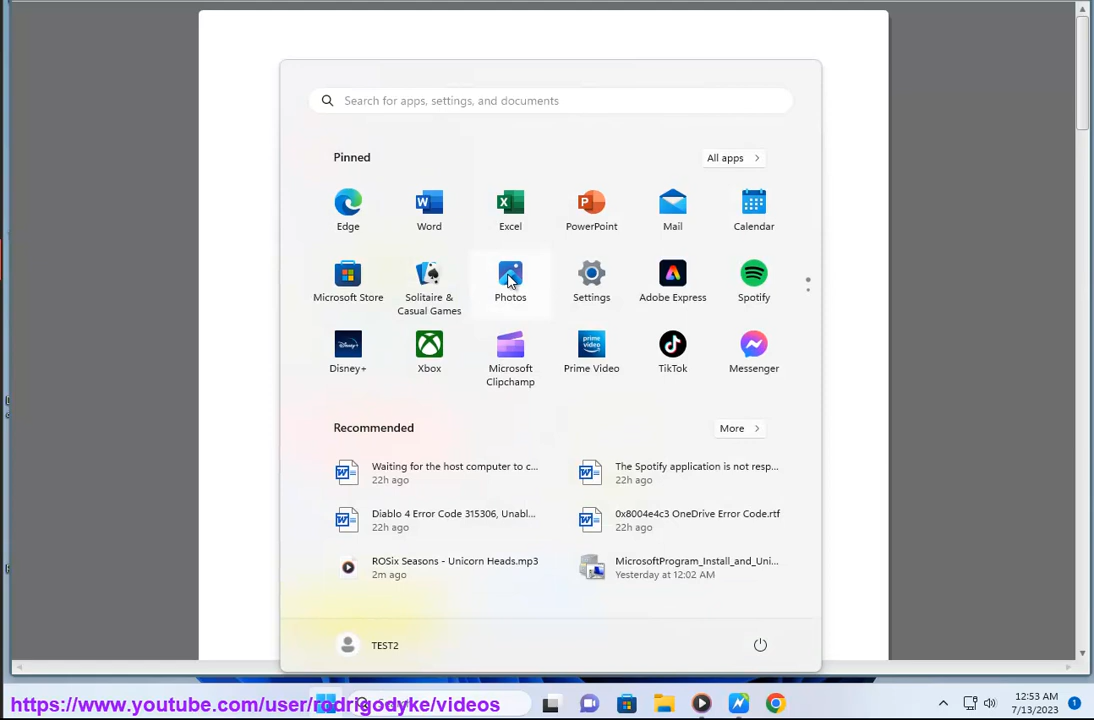 Search for apps, settings, and documents
Pinned
All apps
Edge
Word
Excel
PowerPoint
Mail
Calendar
Microsoft Store
Solitaire &
Casual Games
Photos
Settings
Adobe Express
Spotify
Disney+
Xbox
Microsoft
Clipchamp
Prime Video
TikTok
Messenger
Recommended
More
Waiting for the host computer to c...
22h ago
The Spotify application is not resp...
22h ago
Diablo 4 Error Code 315306, Unabl...
22h ago
0x8004e4c3 OneDrive Error Code.rtf
22h ago
ROSix Seasons - Unicorn Heads.mp3
2m ago
MicrosoftProgram_Install_and_Uni...
Yesterday at 12:02 AM
TEST2
https://www.youtube.com/user/rodrigodyke/videos
12:53 AM
7/13/2023
1